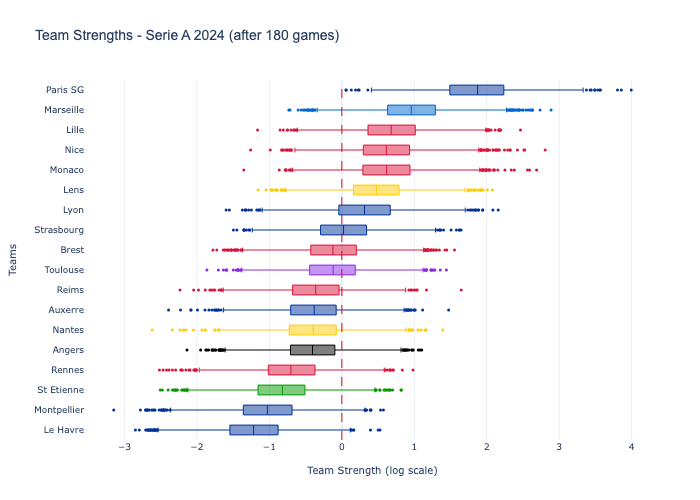 Team Strengths - Serie A 2024 (after 180 games)
Teams
Paris SG
Marseille
Lille
Nice
Monaco
Lens
Lyon
Strasbourg
Brest
Toulouse
Reims
Auxerre
Nantes
Angers
Rennes
St Etienne
Montpellier
Le Havre
−3 −2 −1 0 1 2 3 4
Team Strength (log scale)